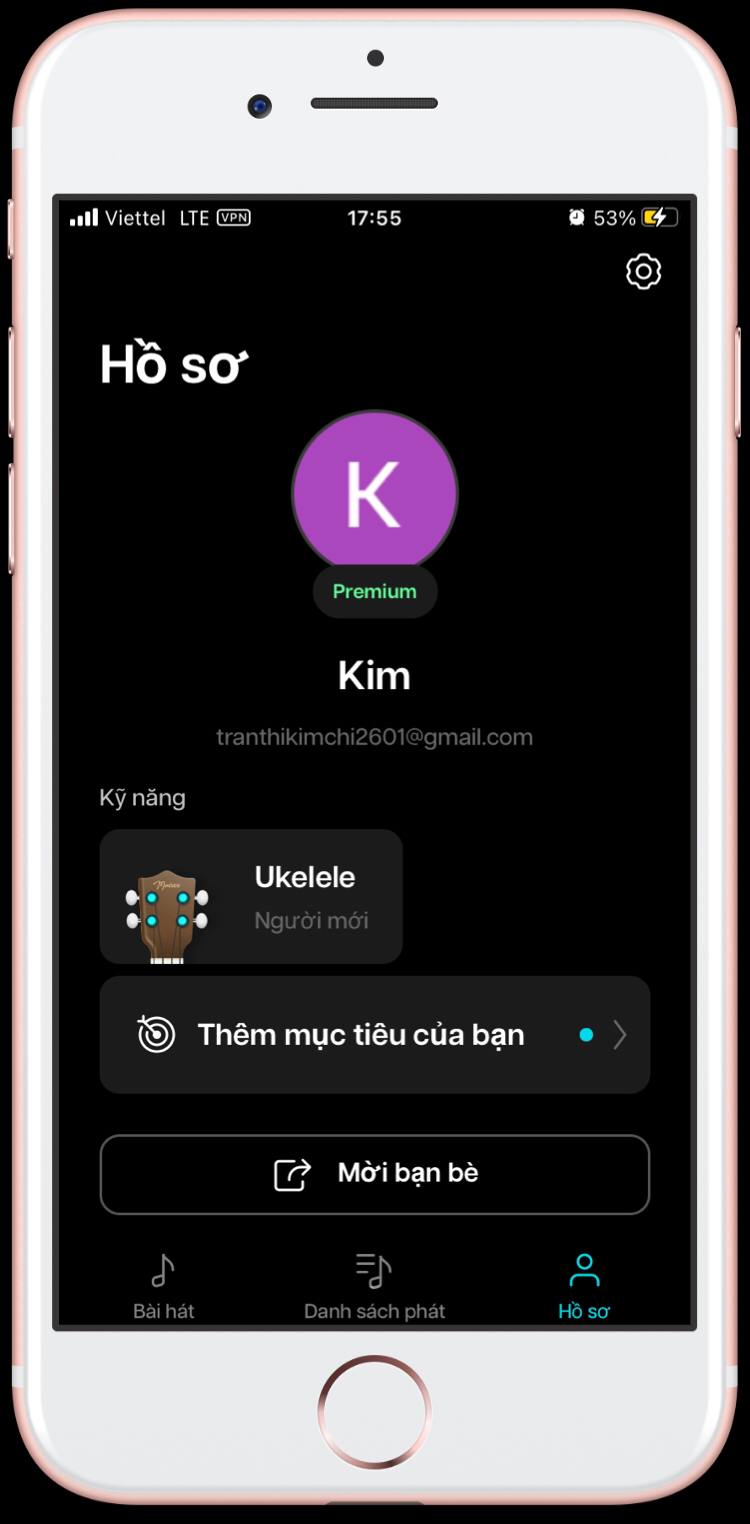 Viettel LTE VPN 17:55 53%
Hồ sơ
K
Premium
Kim
tranthikimchi2601@gmail.com
Kỹ năng
Ukelele
Người mới
Thêm mục tiêu của bạn
Mời bạn bè
Bài hát Danh sách phát Hồ sơ